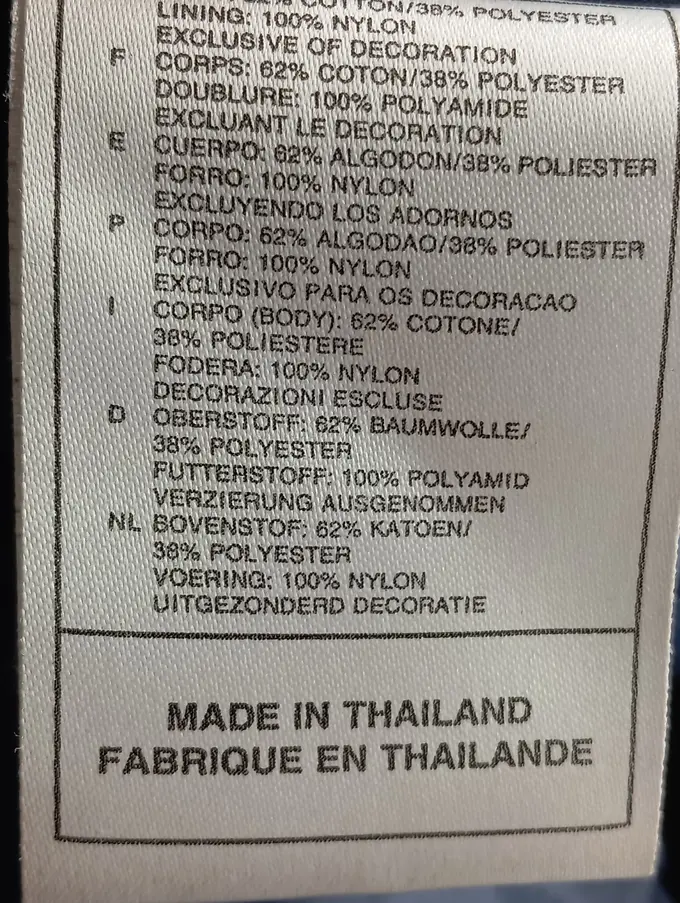 COTTON/38% POLYESTER
LINING: 100% NYLON
EXCLUSIVE OF DECORATION
F CORPS: 62% COTON/38% POLYESTER
DOUBLURE: 100% POLYAMIDE
EXCLUANT LE DECORATION
E CUERPO: 62% ALGODON/38% POLIESTER
FORRO: 100% NYLON
EXCLUYENDO LOS ADORNOS
P CORPO: 62% ALGODAO/38% POLIESTER
FORRO: 100% NYLON
EXCLUSIVO PARA OS DECORACAO
I CORPO (BODY): 62% COTONE/
38% POLIESTERE
FODERA: 100% NYLON
DECORAZIONI ESCLUSE
D OBERSTOFF: 62% BAUMWOLLE/
38% POLYESTER
FUTTERSTOFF: 100% POLYAMID
VERZIERUNG AUSGENOMMEN
NL BOVENSTOF: 62% KATOEN/
38% POLYESTER
VOERING: 100% NYLON
UITGEZONDERD DECORATIE
MADE IN THAILAND
FABRIQUE EN THAILANDE